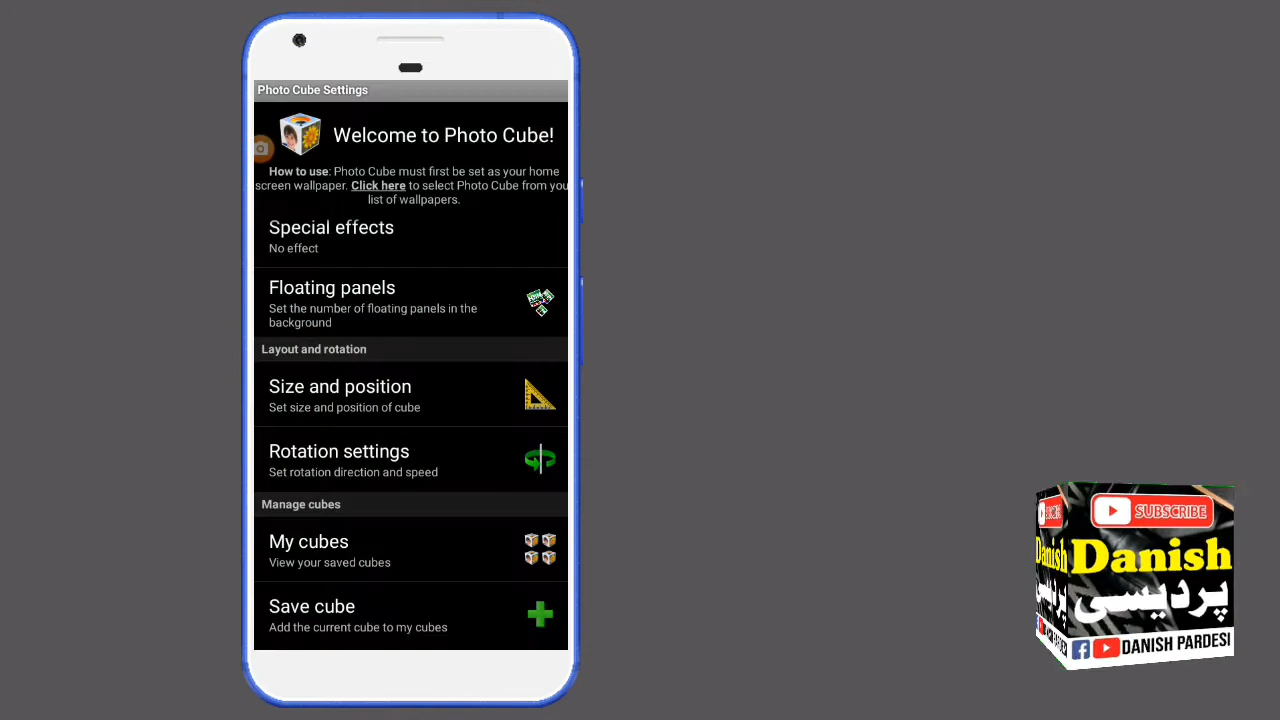 Photo Cube Settings
Welcome to Photo Cube!
How to use: Photo Cube must first be set as your home
screen wallpaper. Click here to select Photo Cube from you
list of wallpapers.
Special effects
No effect
Floating panels
Set the number of floating panels in the
background
Layout and rotation
Size and position
Set size and position of cube
Rotation settings
Set rotation direction and speed
Manage cubes
My cubes
View your saved cubes
Save cube
Add the current cube to my cubes
SUBSCRIBE
Danish
پردیسی
DANISH PARDESI